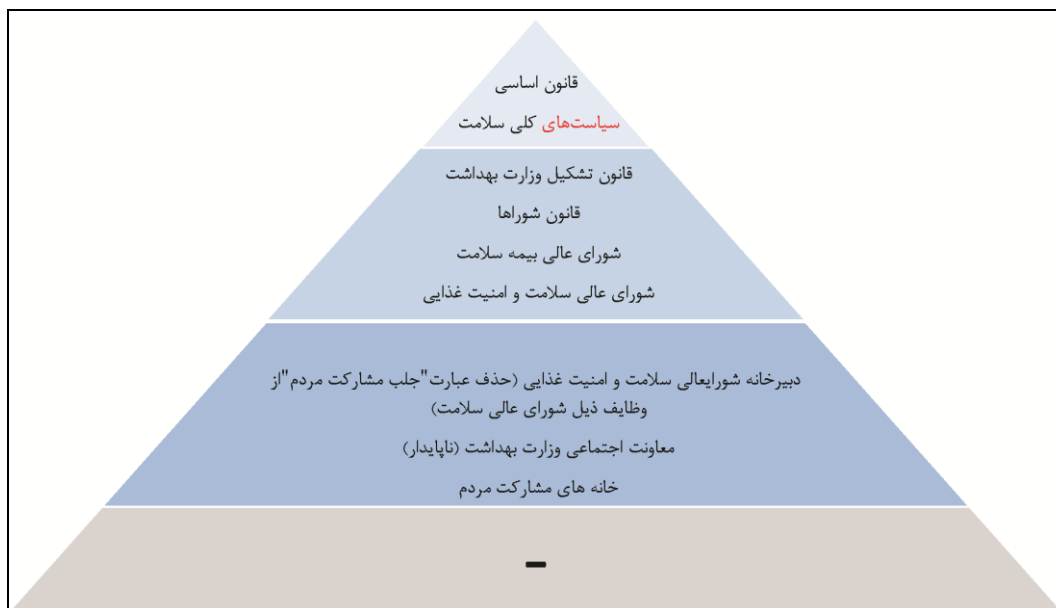 قانون اساسی
سیاست‌های کلی سلامت
قانون تشکیل وزارت بهداشت
قانون شوراها
شورای عالی بیمه سلامت
شورای عالی سلامت و امنیت غذایی
دبیرخانه شورایعالی سلامت و امنیت غذایی (حذف عبارت"جلب مشارکت مردم"از
وظایف ذیل شورای عالی سلامت)
معاونت اجتماعی وزارت بهداشت (ناپایدار)
خانه های مشارکت مردم
-